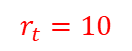 r_t = 10